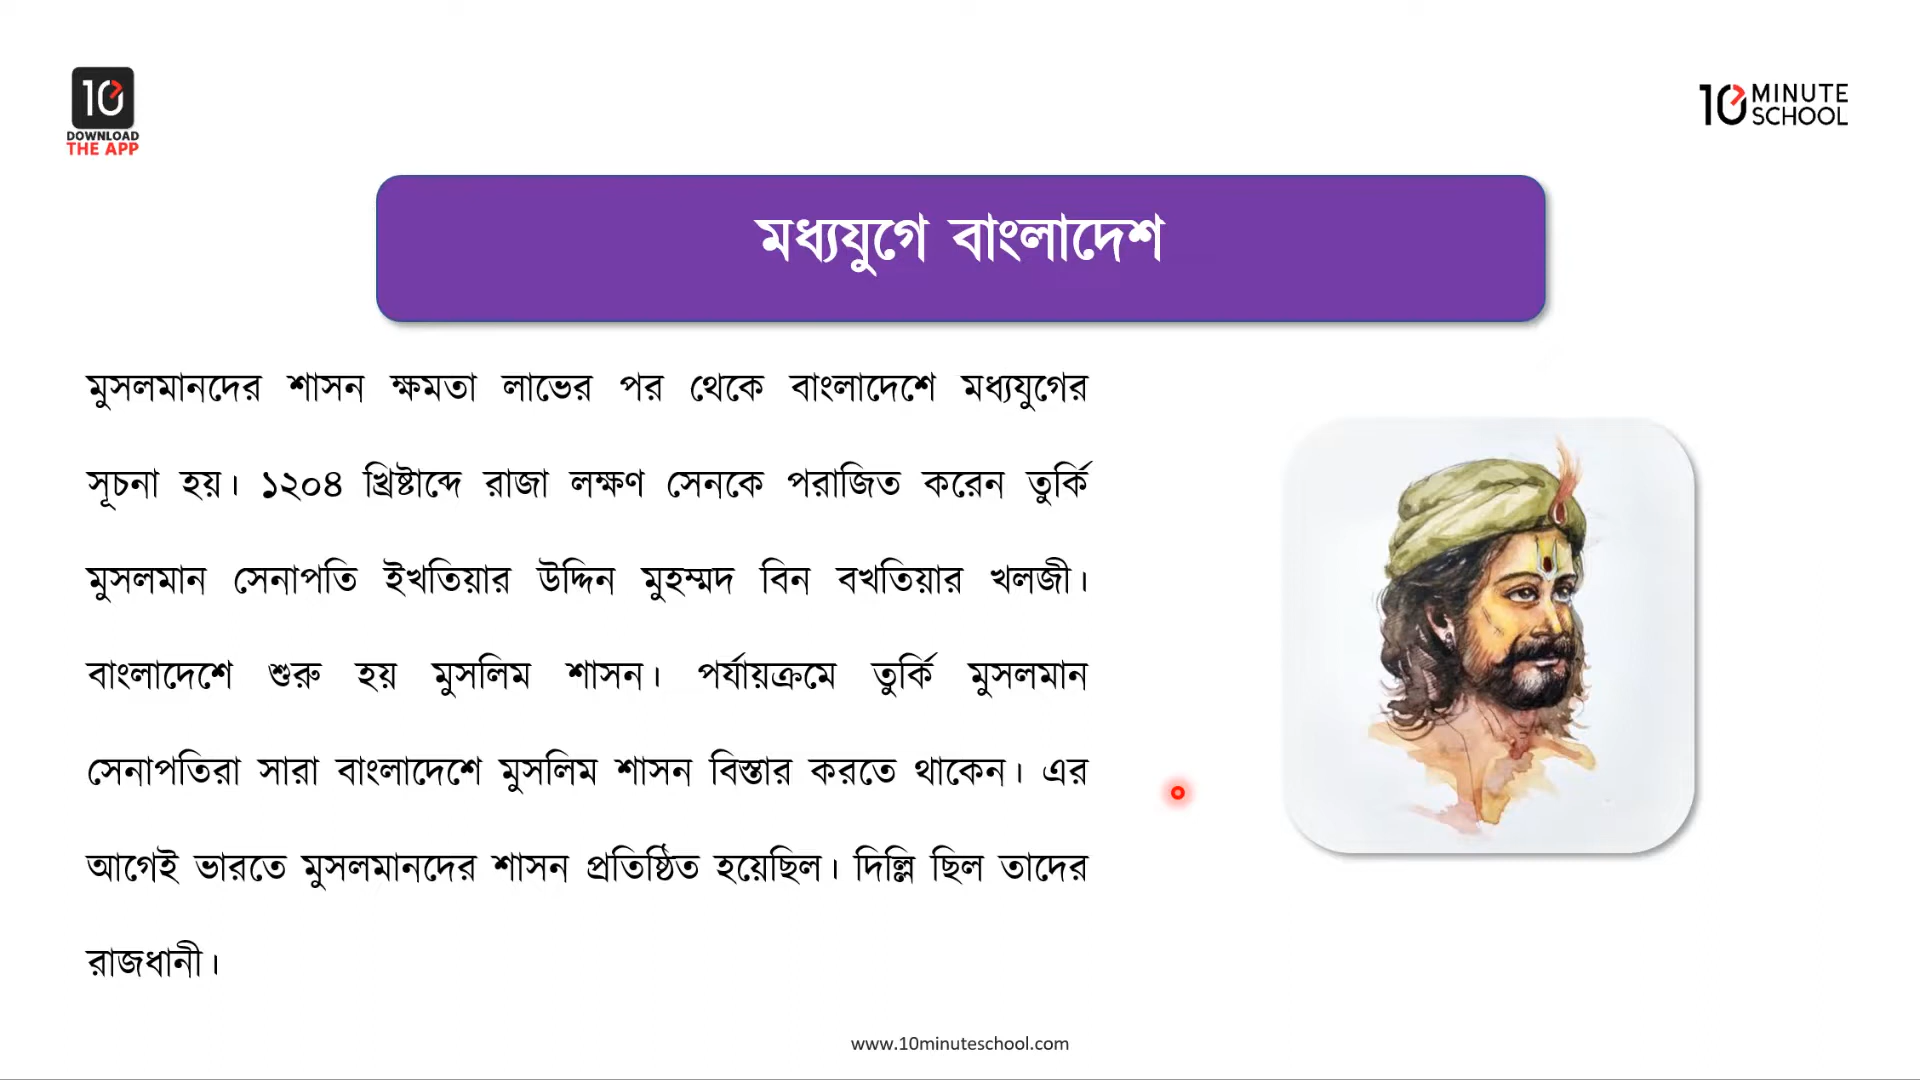 10
DOWNLOAD
THE APP
10 MINUTE
SCHOOL
মধ্যযুগে বাংলাদেশ
মুসলমানদের শাসন ক্ষমতা লাভের পর থেকে বাংলাদেশে মধ্যযুগের
সূচনা হয়। ১২০৪ খ্রিষ্টাব্দে রাজা লক্ষণ সেনকে পরাজিত করেন তুর্কি
মুসলমান সেনাপতি ইখতিয়ার উদ্দিন মুহম্মদ বিন বখতিয়ার খলজী।
বাংলাদেশে শুরু হয় মুসলিম শাসন। পর্যায়ক্রমে তুর্কি মুসলমান
সেনাপতিরা সারা বাংলাদেশে মুসলিম শাসন বিস্তার করতে থাকেন। এর
আগেই ভারতে মুসলমানদের শাসন প্রতিষ্ঠিত হয়েছিল। দিল্লি ছিল তাদের
রাজধানী।
www.10minuteschool.com